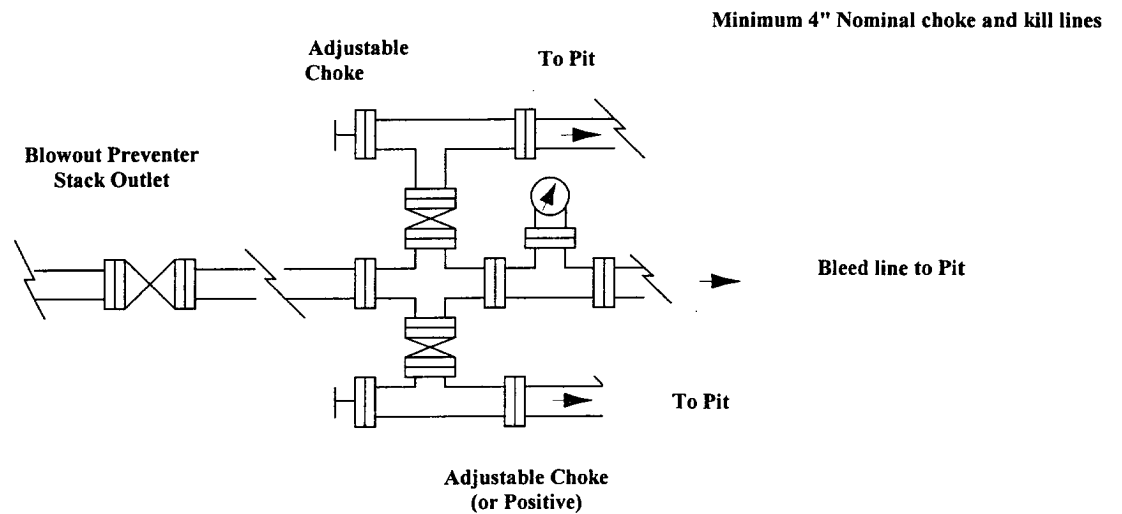 Minimum 4" Nominal choke and kill lines
Adjustable
Choke
To Pit
Blowout Preventer
Stack Outlet
Bleed line to Pit
To Pit
Adjustable Choke
(or Positive)